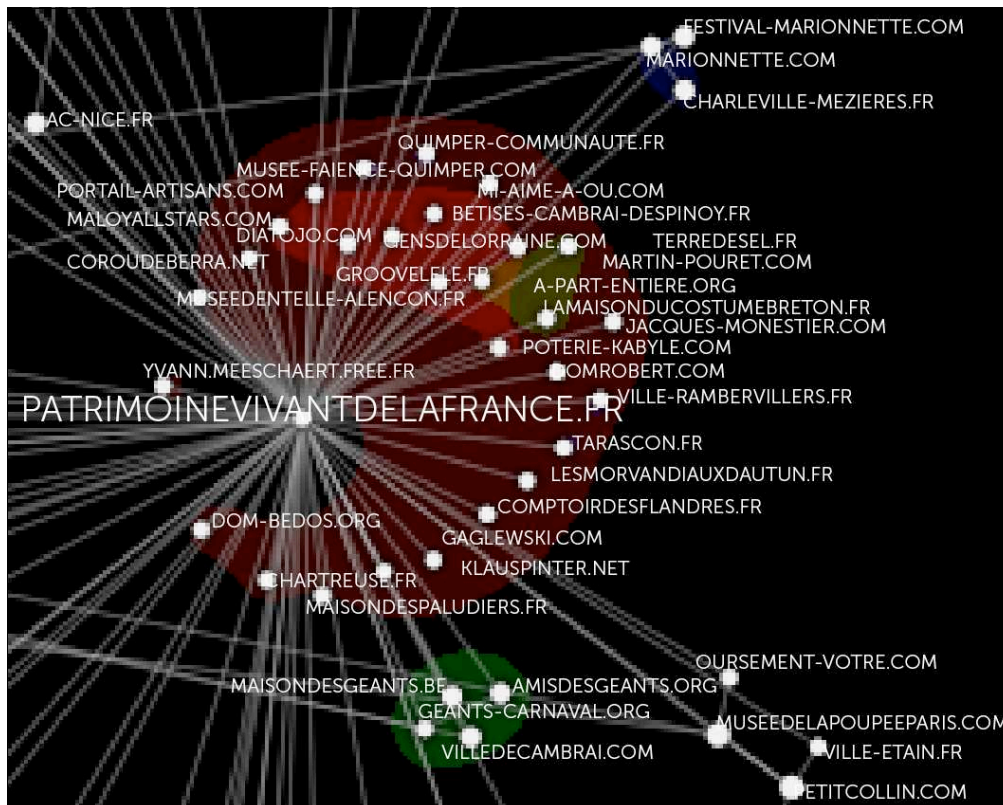 FESTIVAL-MARIONNETTE.COM
MARIONNETTE.COM
CHARLEVILLE-MEZIERES.FR
AC-NICE.FR
QUIMPER-COMMUNAUTE.FR
MUSEE-FAIENCE-QUIMPER.COM
PORTAIL-ARTISANS.COM
MI-AIME-A-OU.COM
MALOYALLSTARS.COM
BETISES-CAMBRAI-DESPINOY.FR
DIATOJO.COM
GENSDELORRAINE.COM
TERREDESEL.FR
COROUDEBERRA.NET
MARTIN-POURET.COM
GROOVELELE.FR
A-PART-ENTIERE.ORG
MUSEEDENTELLE-ALENCON.FR
LAMAISONDUCOSTUMEBRETON.FR
JACQUES-MONESTIER.COM
POTERIE-KABYLE.COM
YVANN.MEESCHAERT.FREE.FR
DOMROBERT.COM
VILLE-RAMBERVILLERS.FR
PATRIMOINEVIVANTDELAFRANCE.FR
TARASCON.FR
LESMORVANDIAUXDAUTUN.FR
COMPTOIRDESFLANDRES.FR
DOM-BEDOS.ORG
GAGLEWSKI.COM
KLAUSPINTER.NET
CHARTREUSE.FR
MAISONDESPALUDIERS.FR
OURSEMENT-VOTRE.COM
MAISONDESGEANTS.BE
AMISDESGEANTS.ORG
GEANTS-CARNAVAL.ORG
MUSEEDELAPOUPEEPARIS.COM
VILLEDECAMBRAI.COM
VILLE-ETAIN.FR
PETITCOLLIN.COM